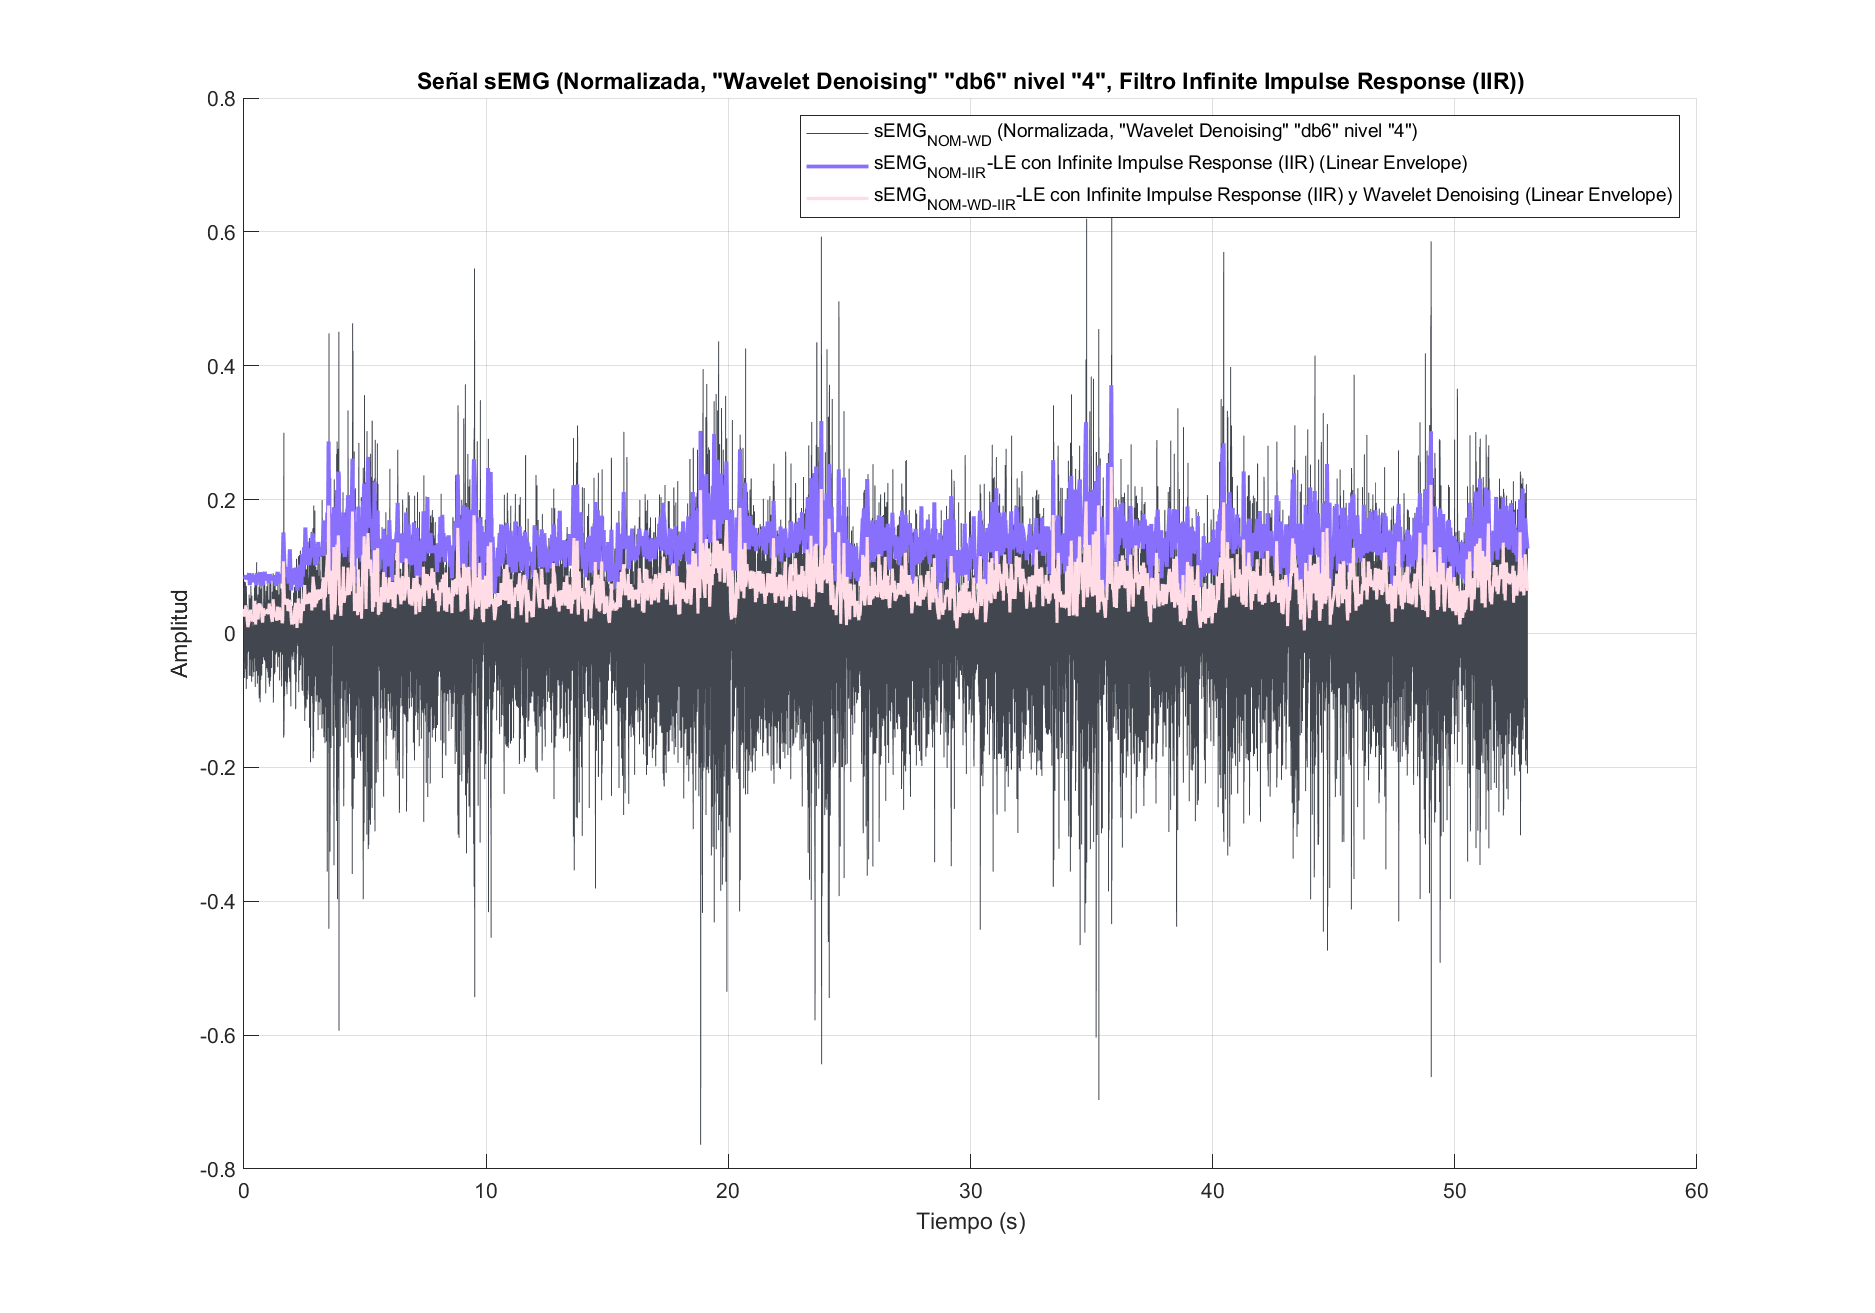 Señal sEMG (Normalizada, "Wavelet Denoising" "db6" nivel "4", Filtro Infinite Impulse Response (IIR))
sEMG_NOM-WD (Normalizada, "Wavelet Denoising" "db6" nivel "4")
sEMG_NOM-IIR-LE con Infinite Impulse Response (IIR) (Linear Envelope)
sEMG_NOM-WD-IIR-LE con Infinite Impulse Response (IIR) y Wavelet Denoising (Linear Envelope)
0.8
0.6
0.4
0.2
0
-0.2
-0.4
-0.6
-0.8
Amplitud
0 10 20 30 40 50 60
Tiempo (s)